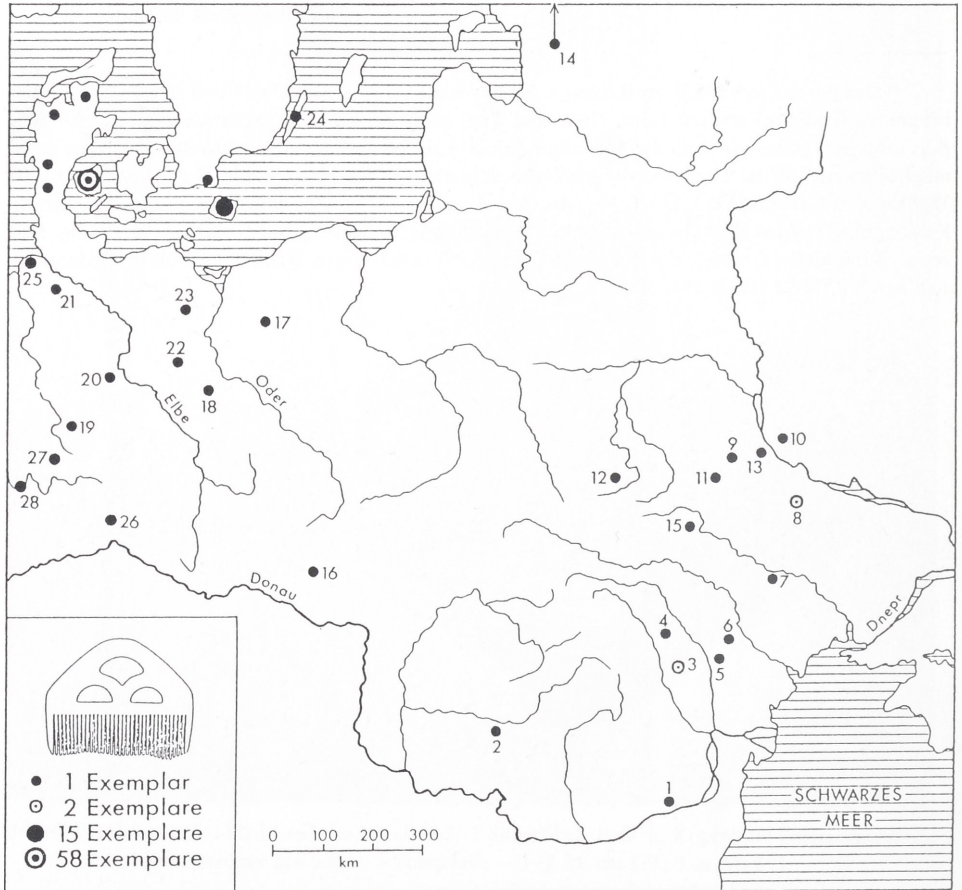 14
24
25
21
23
17
22
20
18
Elbe
Oder
19
27
28
26
12
9
10
13
11
8
15
7
16
Donau
Dnepr
4
6
3
5
2
1
SCHWARZES
MEER
1 Exemplar
2 Exemplare
15 Exemplare
58 Exemplare
0 100 200 300
km